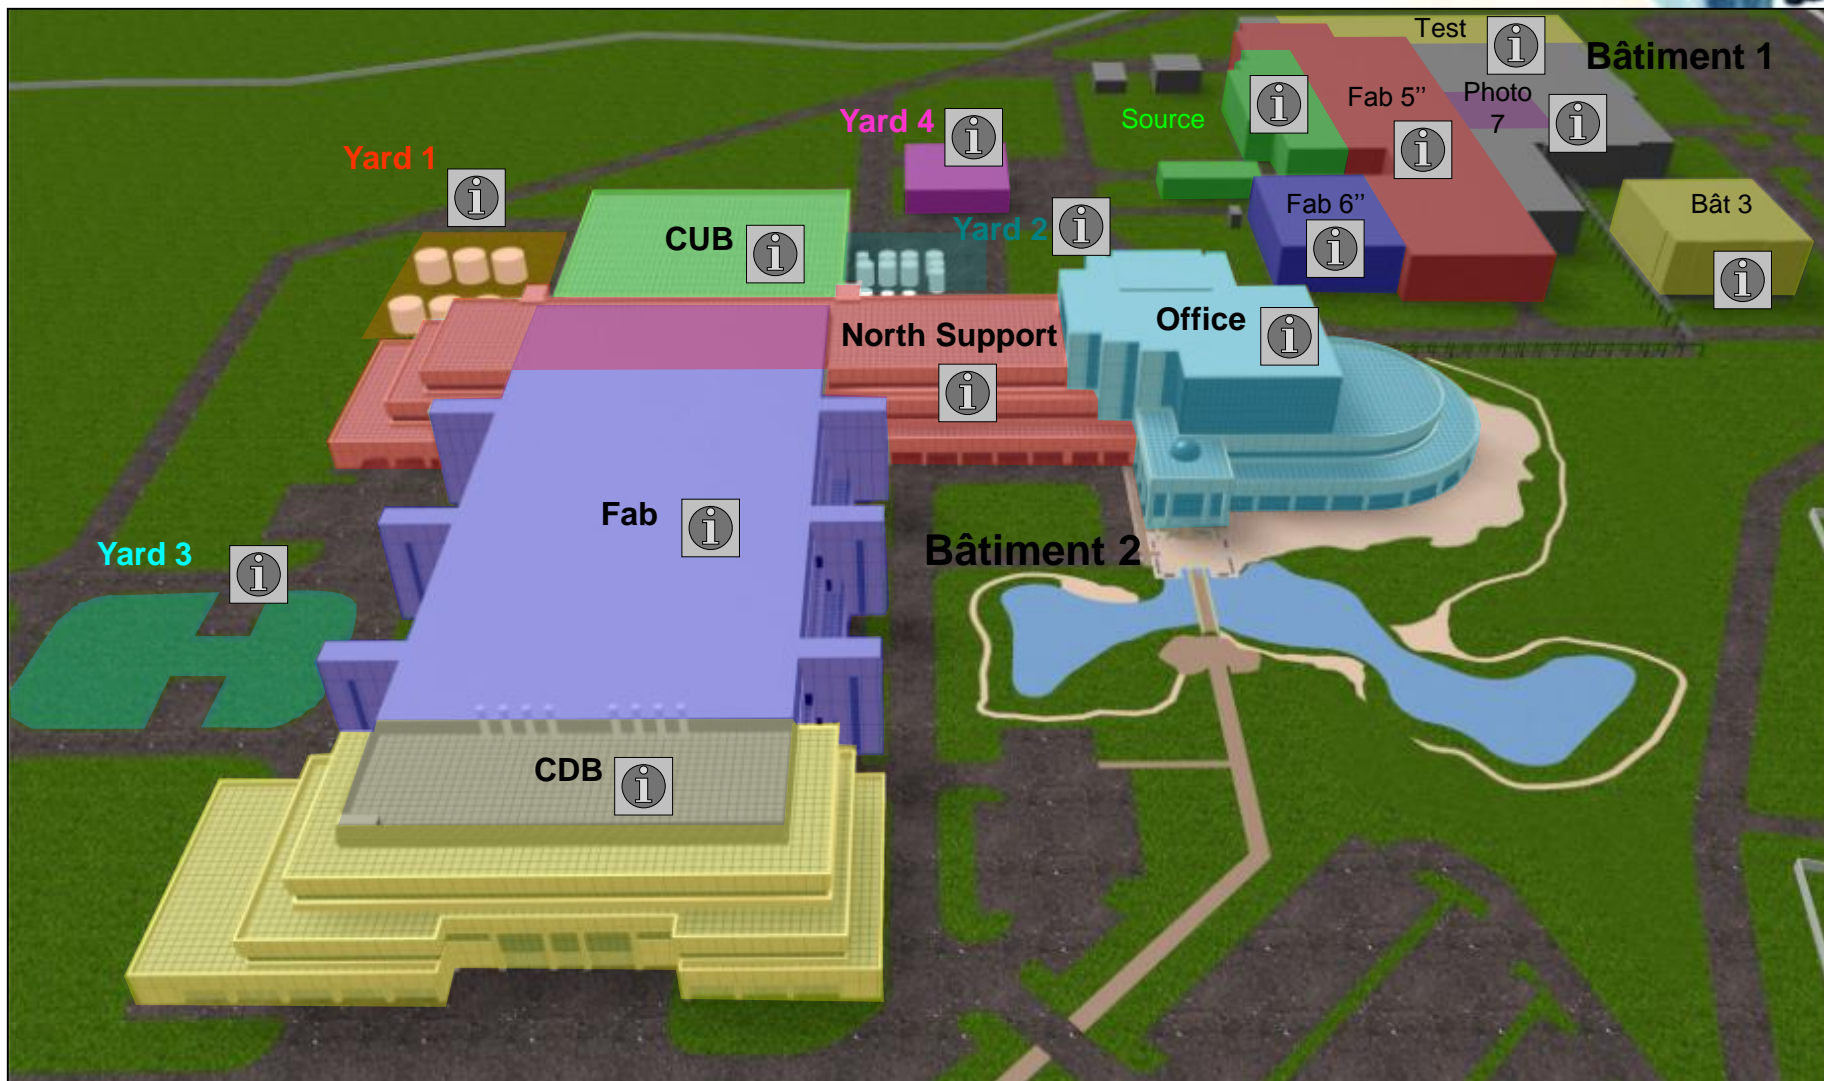 Test
Bâtiment 1
Fab 5’’
Photo
7
Source
Yard 4
Yard 1
Fab 6’’
Bât 3
Yard 2
CUB
Office
North Support
Fab
Yard 3
Bâtiment 2
CDB